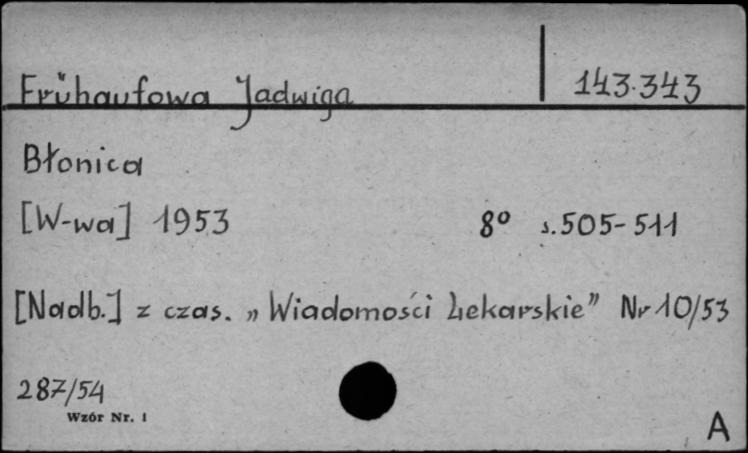 Frühaufowa Jadwiga 143.343
Błonica
[W-wa] 1953 8° s.505-511
[Nadb.] z czas. „Wiadomości Lekarskie” Nr 10/53
287/54
Wzór Nr. 1
A